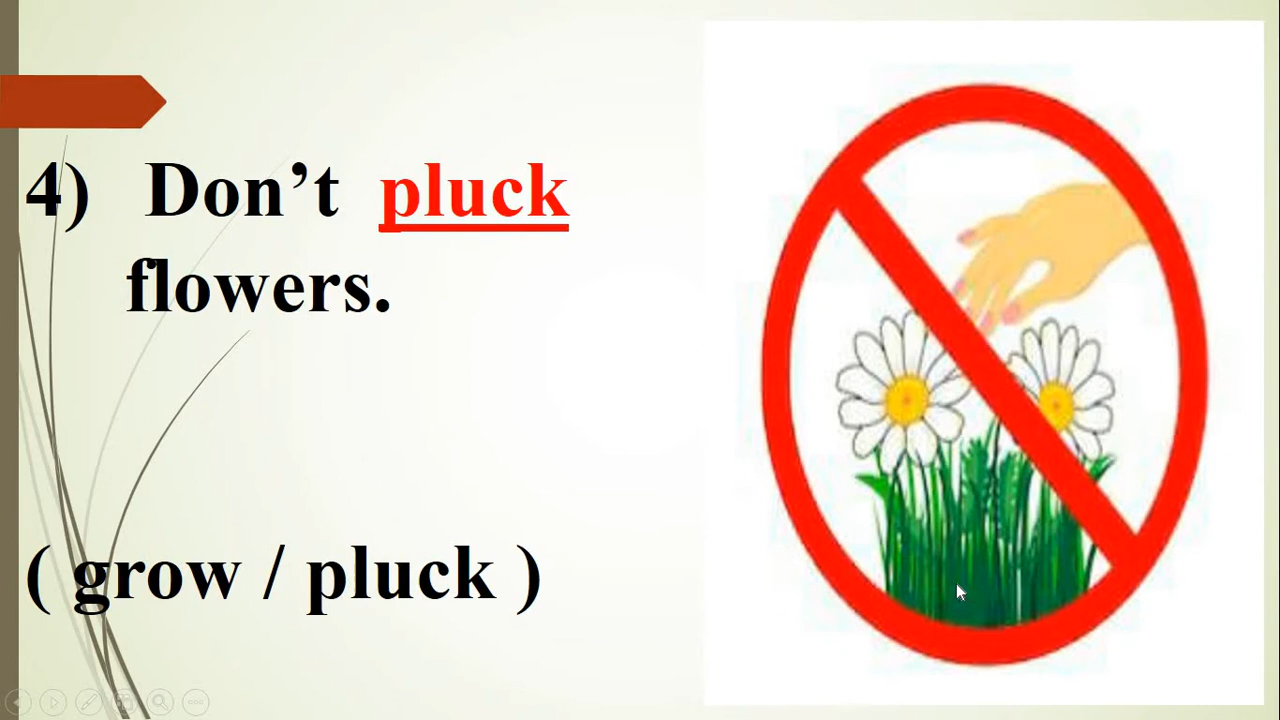 4) Don’t pluck
flowers.
( grow / pluck )